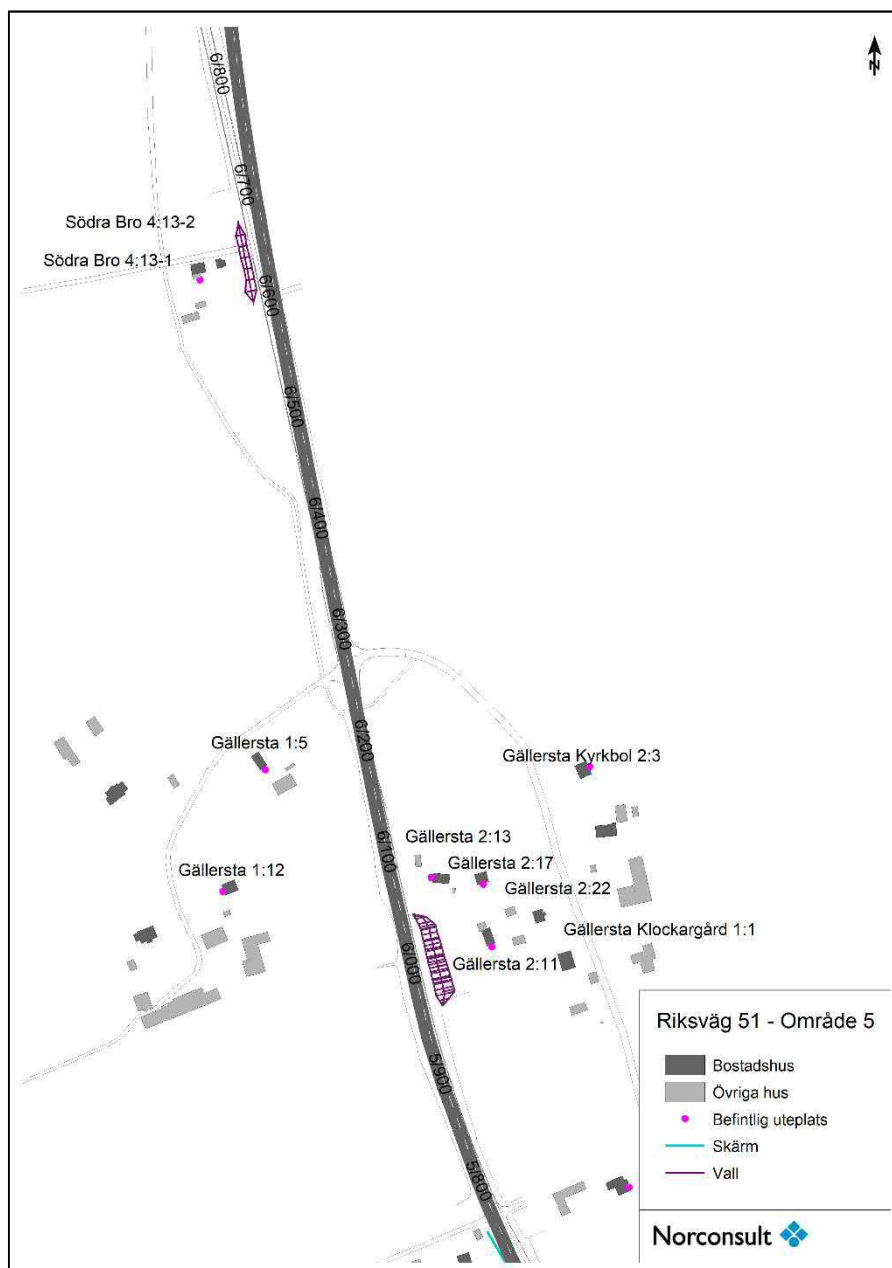 N
6/800
6/700
Södra Bro 4:13-2
Södra Bro 4:13-1
6/600
6/500
6/400
6/300
6/200
Gällersta 1:5
Gällersta Kyrkbol 2:3
6/100
Gällersta 2:13
Gällersta 2:17
Gällersta 1:12
Gällersta 2:22
Gällersta Klockargård 1:1
6/000
Gällersta 2:11
5/900
5/800
Riksväg 51 - Område 5
Bostadshus
Övriga hus
Befintlig uteplats
Skärm
Vall
Norconsult